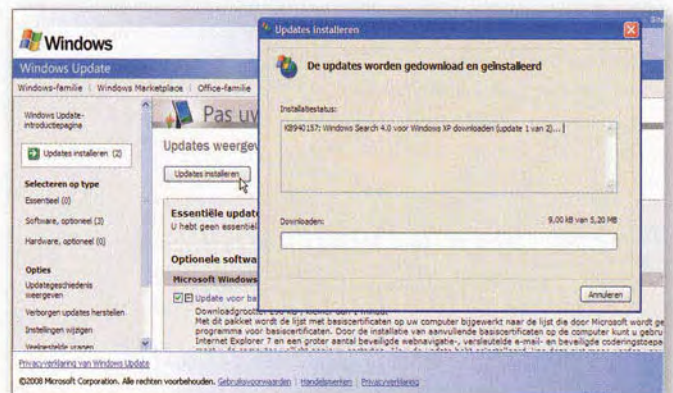 Site
Windows
Windows Update
Windows-familie | Windows Marketplace | Office-familie
Windows Update-
introductiepagina
Updates installeren (2)
Selecteren op type
Essentieel (0)
Software, optioneel (3)
Hardware, optioneel (0)
Opties
Updategeschiedenis
weergeven
Verborgen updates herstellen
Instellingen wijzigen
Veelgestelde vragen
Pas uw
Updates weergev
Updates installeren
Essentiële update
U hebt geen essentiël
Optionele softwa
Microsoft Windows
Update voor ba
Downloadgrootte
Met dit pakket wordt de lijst met basiscertificaten op uw computer bijgewerkt naar de lijst die door Microsoft wordt ge
programma voor basiscertificaten. Door de installatie van aanvullende basiscertificaten op de computer kunt u gebru
Internet Explorer 7 en een groter aantal beveiligde webnavigatie-, versleutelde e-mail- en beveiligde coderingstoepa
Updates installeren
De updates worden gedownload en geïnstalleerd
Installatiestatus:
KB940157: Windows Search 4.0 voor Windows XP downloaden (update 1 van 2)...
Downloaden:
9,00 kB van 5,20 MB
Annuleren
Privacyverklaring van Windows Update
©2008 Microsoft Corporation. Alle rechten voorbehouden. Gebruiksvoorwaarden | Handelsmerken | Privacyverklaring